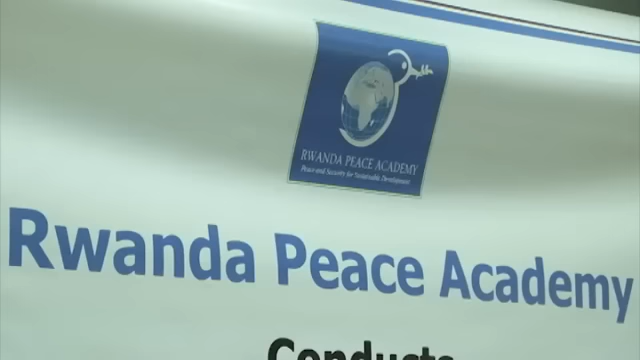 RWANDA PEACE ACADEMY
Peace and Security for Sustainable Development
Rwanda Peace Academy
Conducts